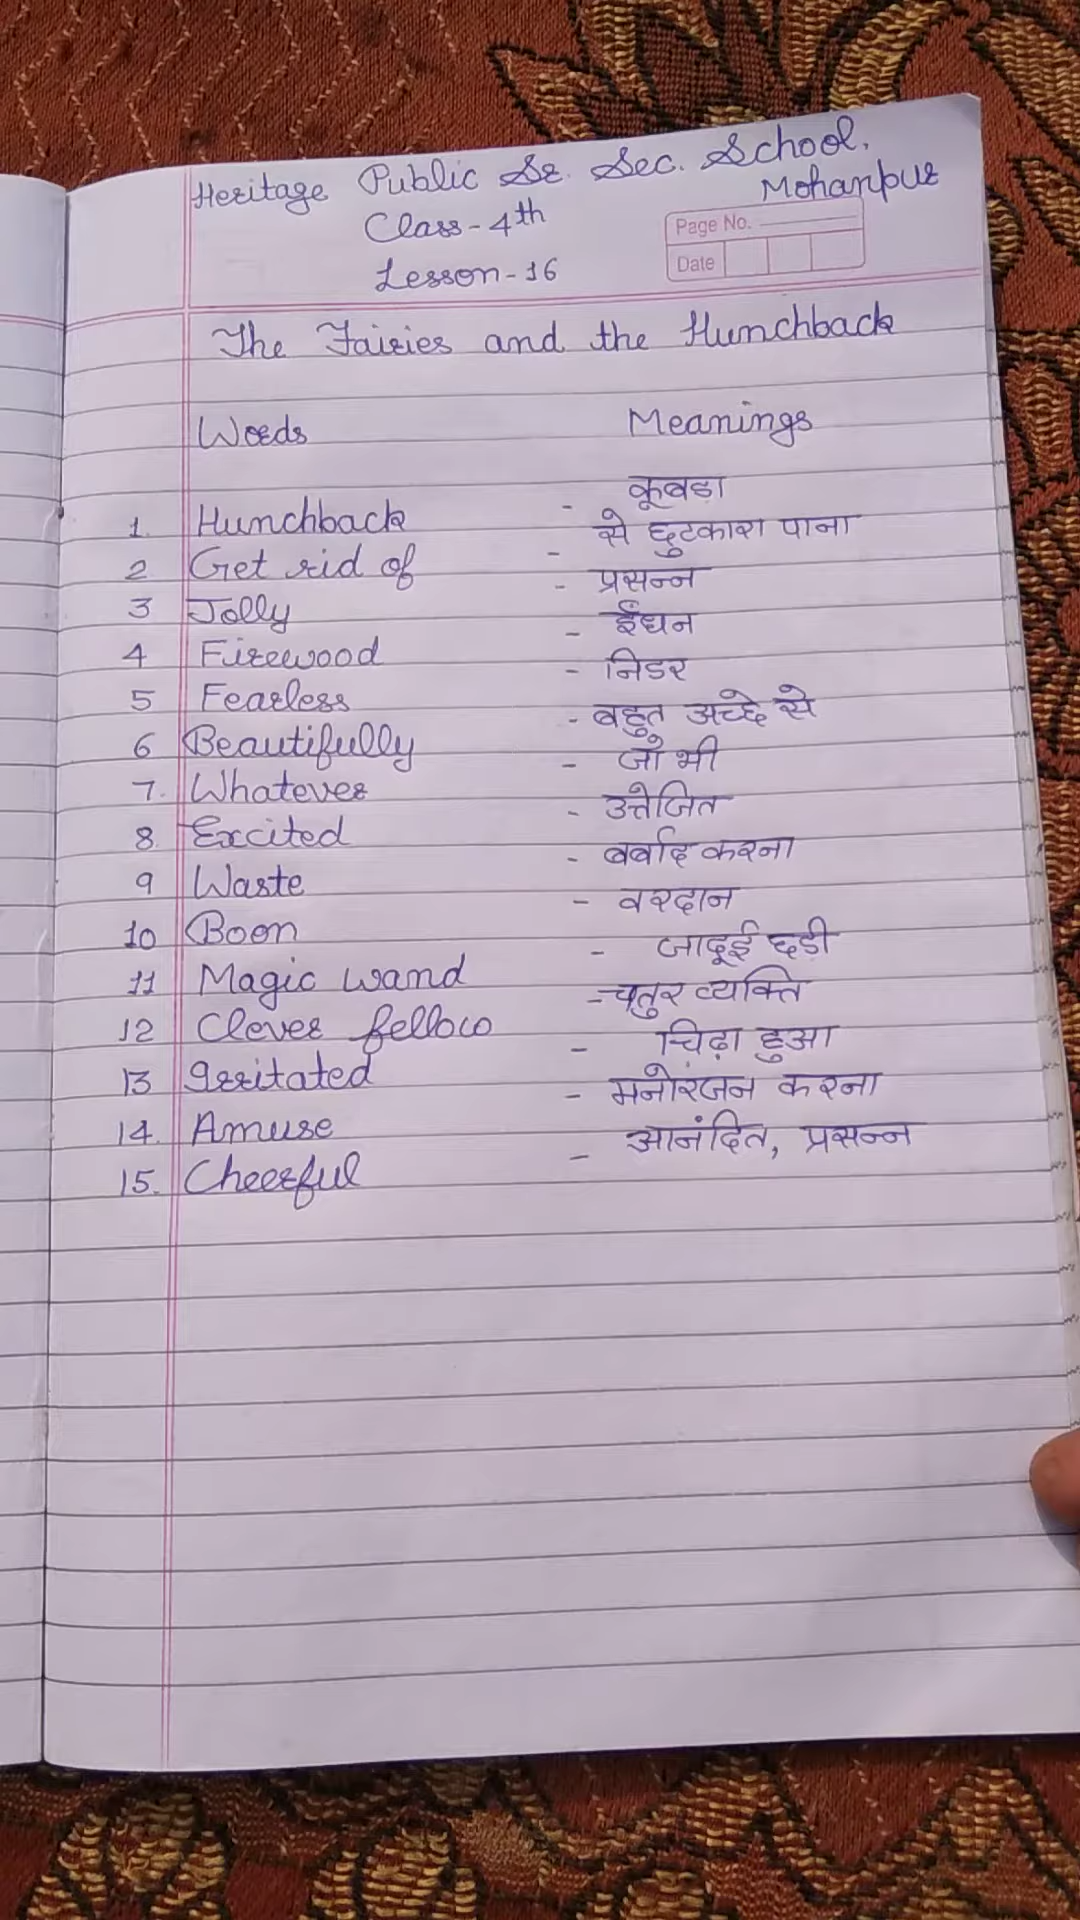 Heritage Public Sr. Sec. School,
Mohanpur
Class - 4th
Page No.
Lesson - 16
Date
The Fairies and the Hunchback
Words Meanings
1. Hunchback - कूबड़ा
2 Get rid of - से छुटकारा पाना
3 Jolly - प्रसन्न
4 Firewood - ईंधन
5 Fearless - निडर
6 Beautifully - बहुत अच्छे से
7. Whatever - जो भी
8. Excited - उत्तेजित
9 Waste - बर्बाद करना
10 Boon - वरदान
11 Magic wand - जादूई छड़ी
12 Clever fellow - चतुर व्यक्ति
13 Irritated - चिढ़ा हुआ
14. Amuse - मनोरंजन करना
15. Cheerful - आनंदित, प्रसन्न